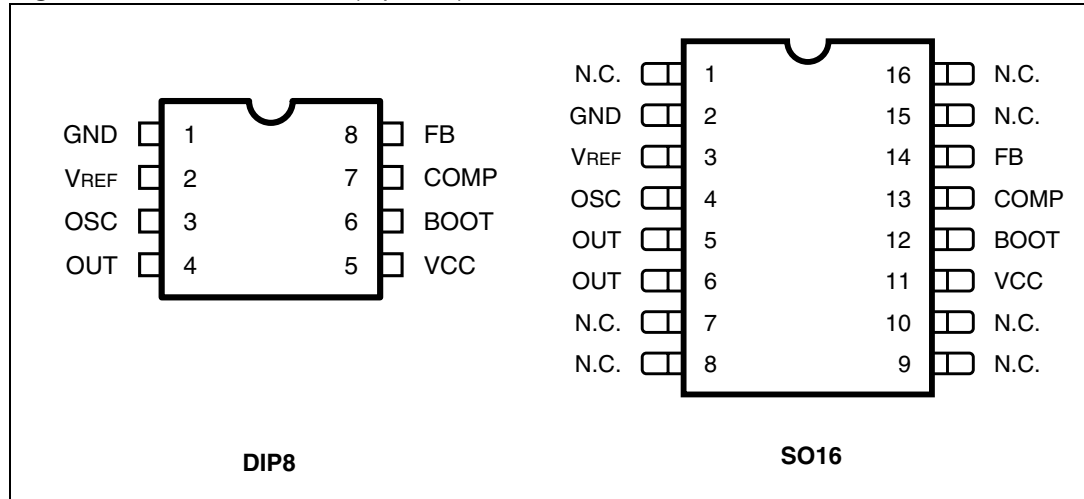 GND 1 8 FB
VREF 2 7 COMP
OSC 3 6 BOOT
OUT 4 5 VCC
DIP8
N.C. 1 16 N.C.
GND 2 15 N.C.
VREF 3 14 FB
OSC 4 13 COMP
OUT 5 12 BOOT
OUT 6 11 VCC
N.C. 7 10 N.C.
N.C. 8 9 N.C.
SO16